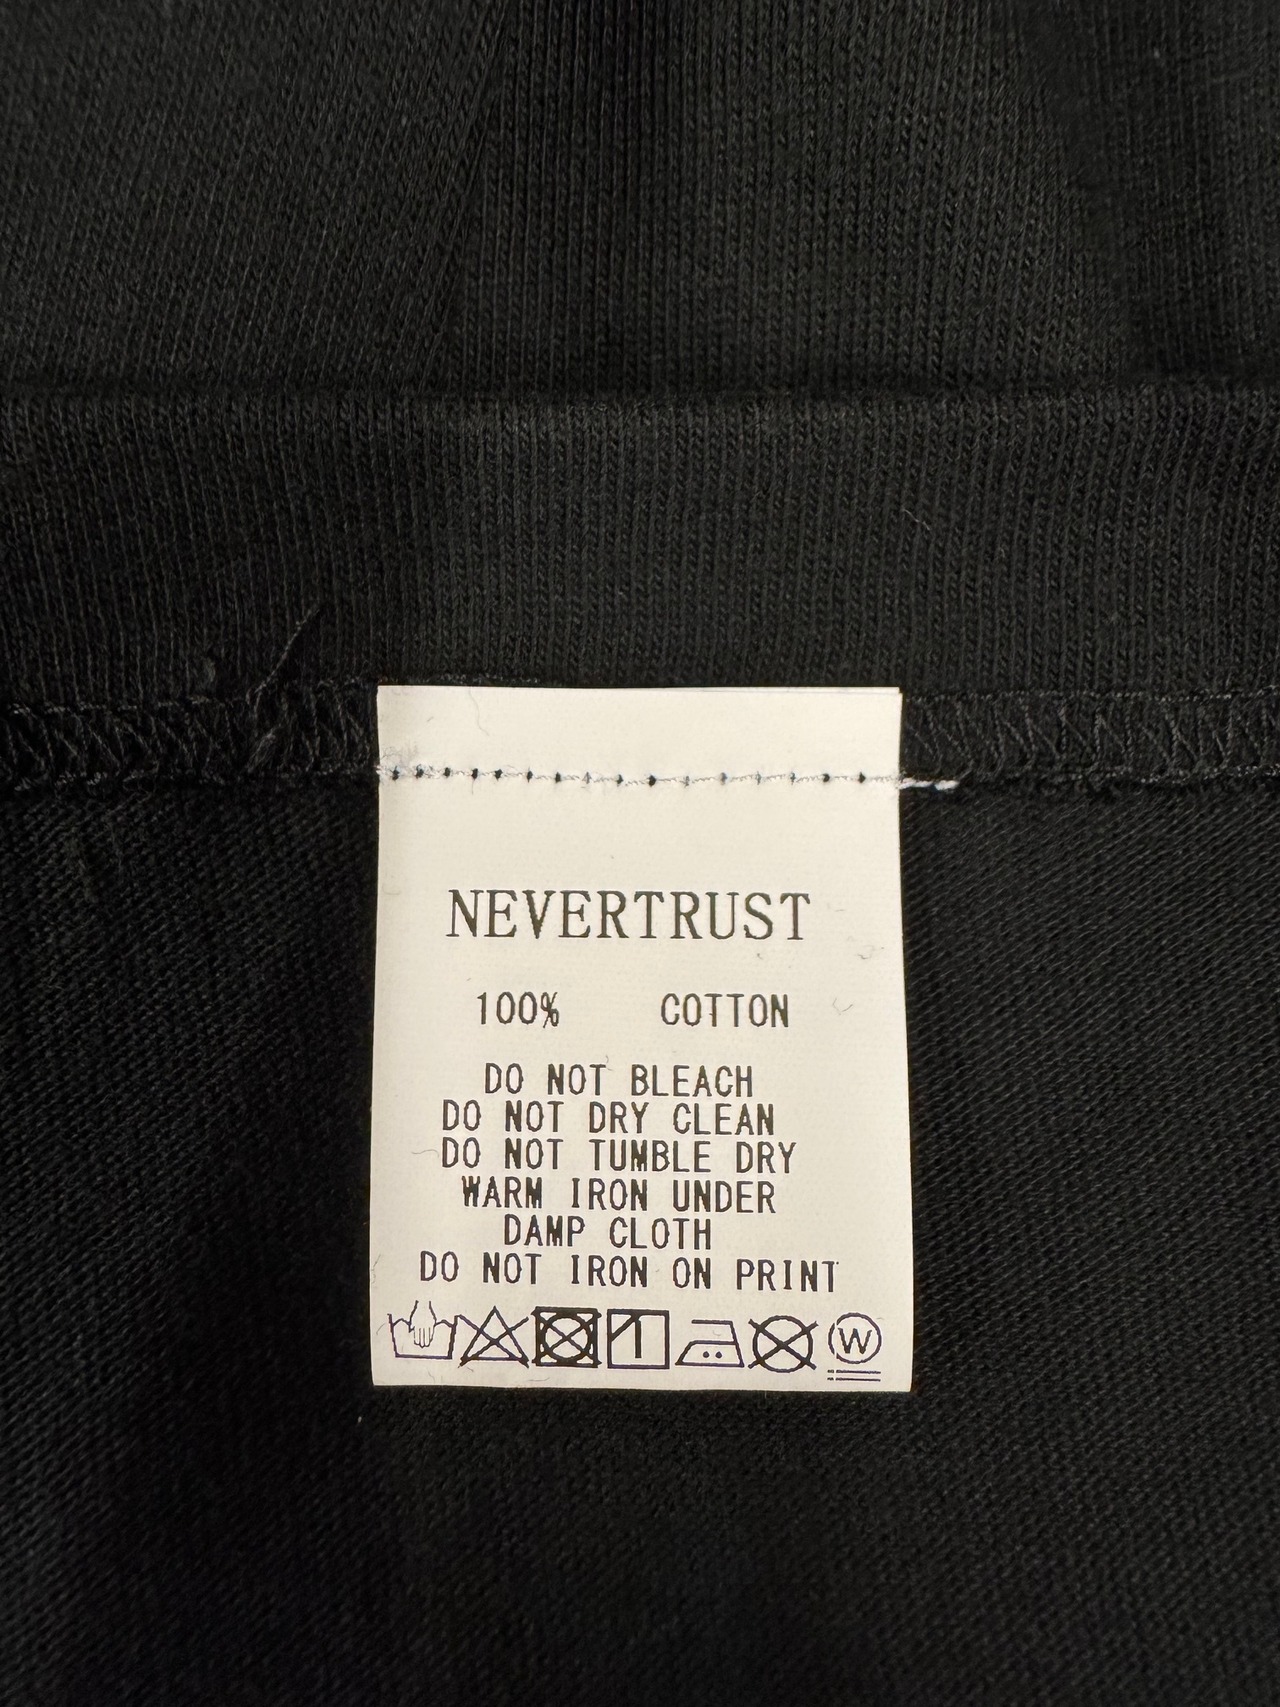 NEVERTRUST
100% COTTON
DO NOT BLEACH
DO NOT DRY CLEAN
DO NOT TUMBLE DRY
WARM IRON UNDER
DAMP CLOTH
DO NOT IRON ON PRINT
W